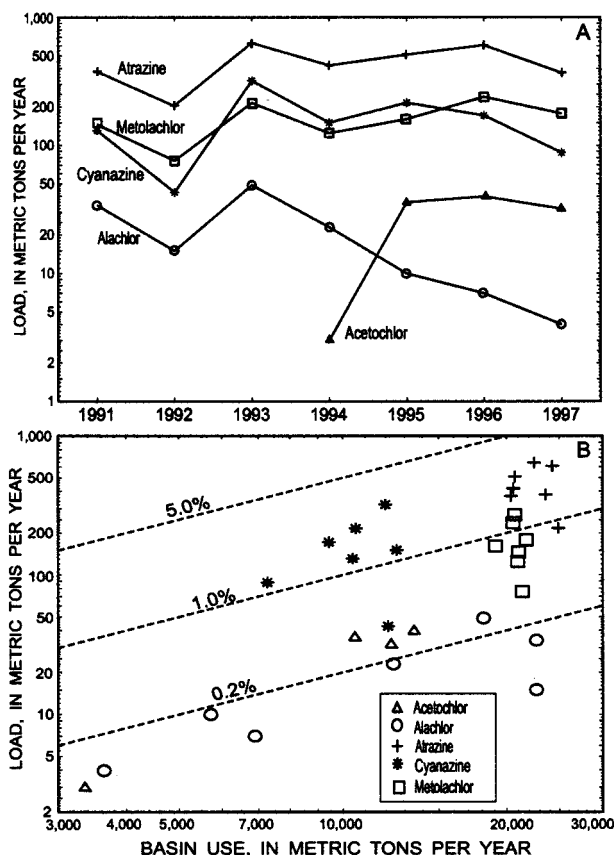 A
LOAD, IN METRIC TONS PER YEAR
1,000
500
200
100
50
20
10
5
2
1
Atrazine
Metolachlor
Cyanazine
Alachlor
Acetochlor
1991 1992 1993 1994 1995 1996 1997
B
LOAD, IN METRIC TONS PER YEAR
1,000
500
200
100
50
20
10
5
2
5.0%
1.0%
0.2%
Acetochlor
Alachlor
Atrazine
Cyanazine
Metolachlor
3,000 5,000 4,000 7,000 10,000 20,000 30,000
BASIN USE, IN METRIC TONS PER YEAR